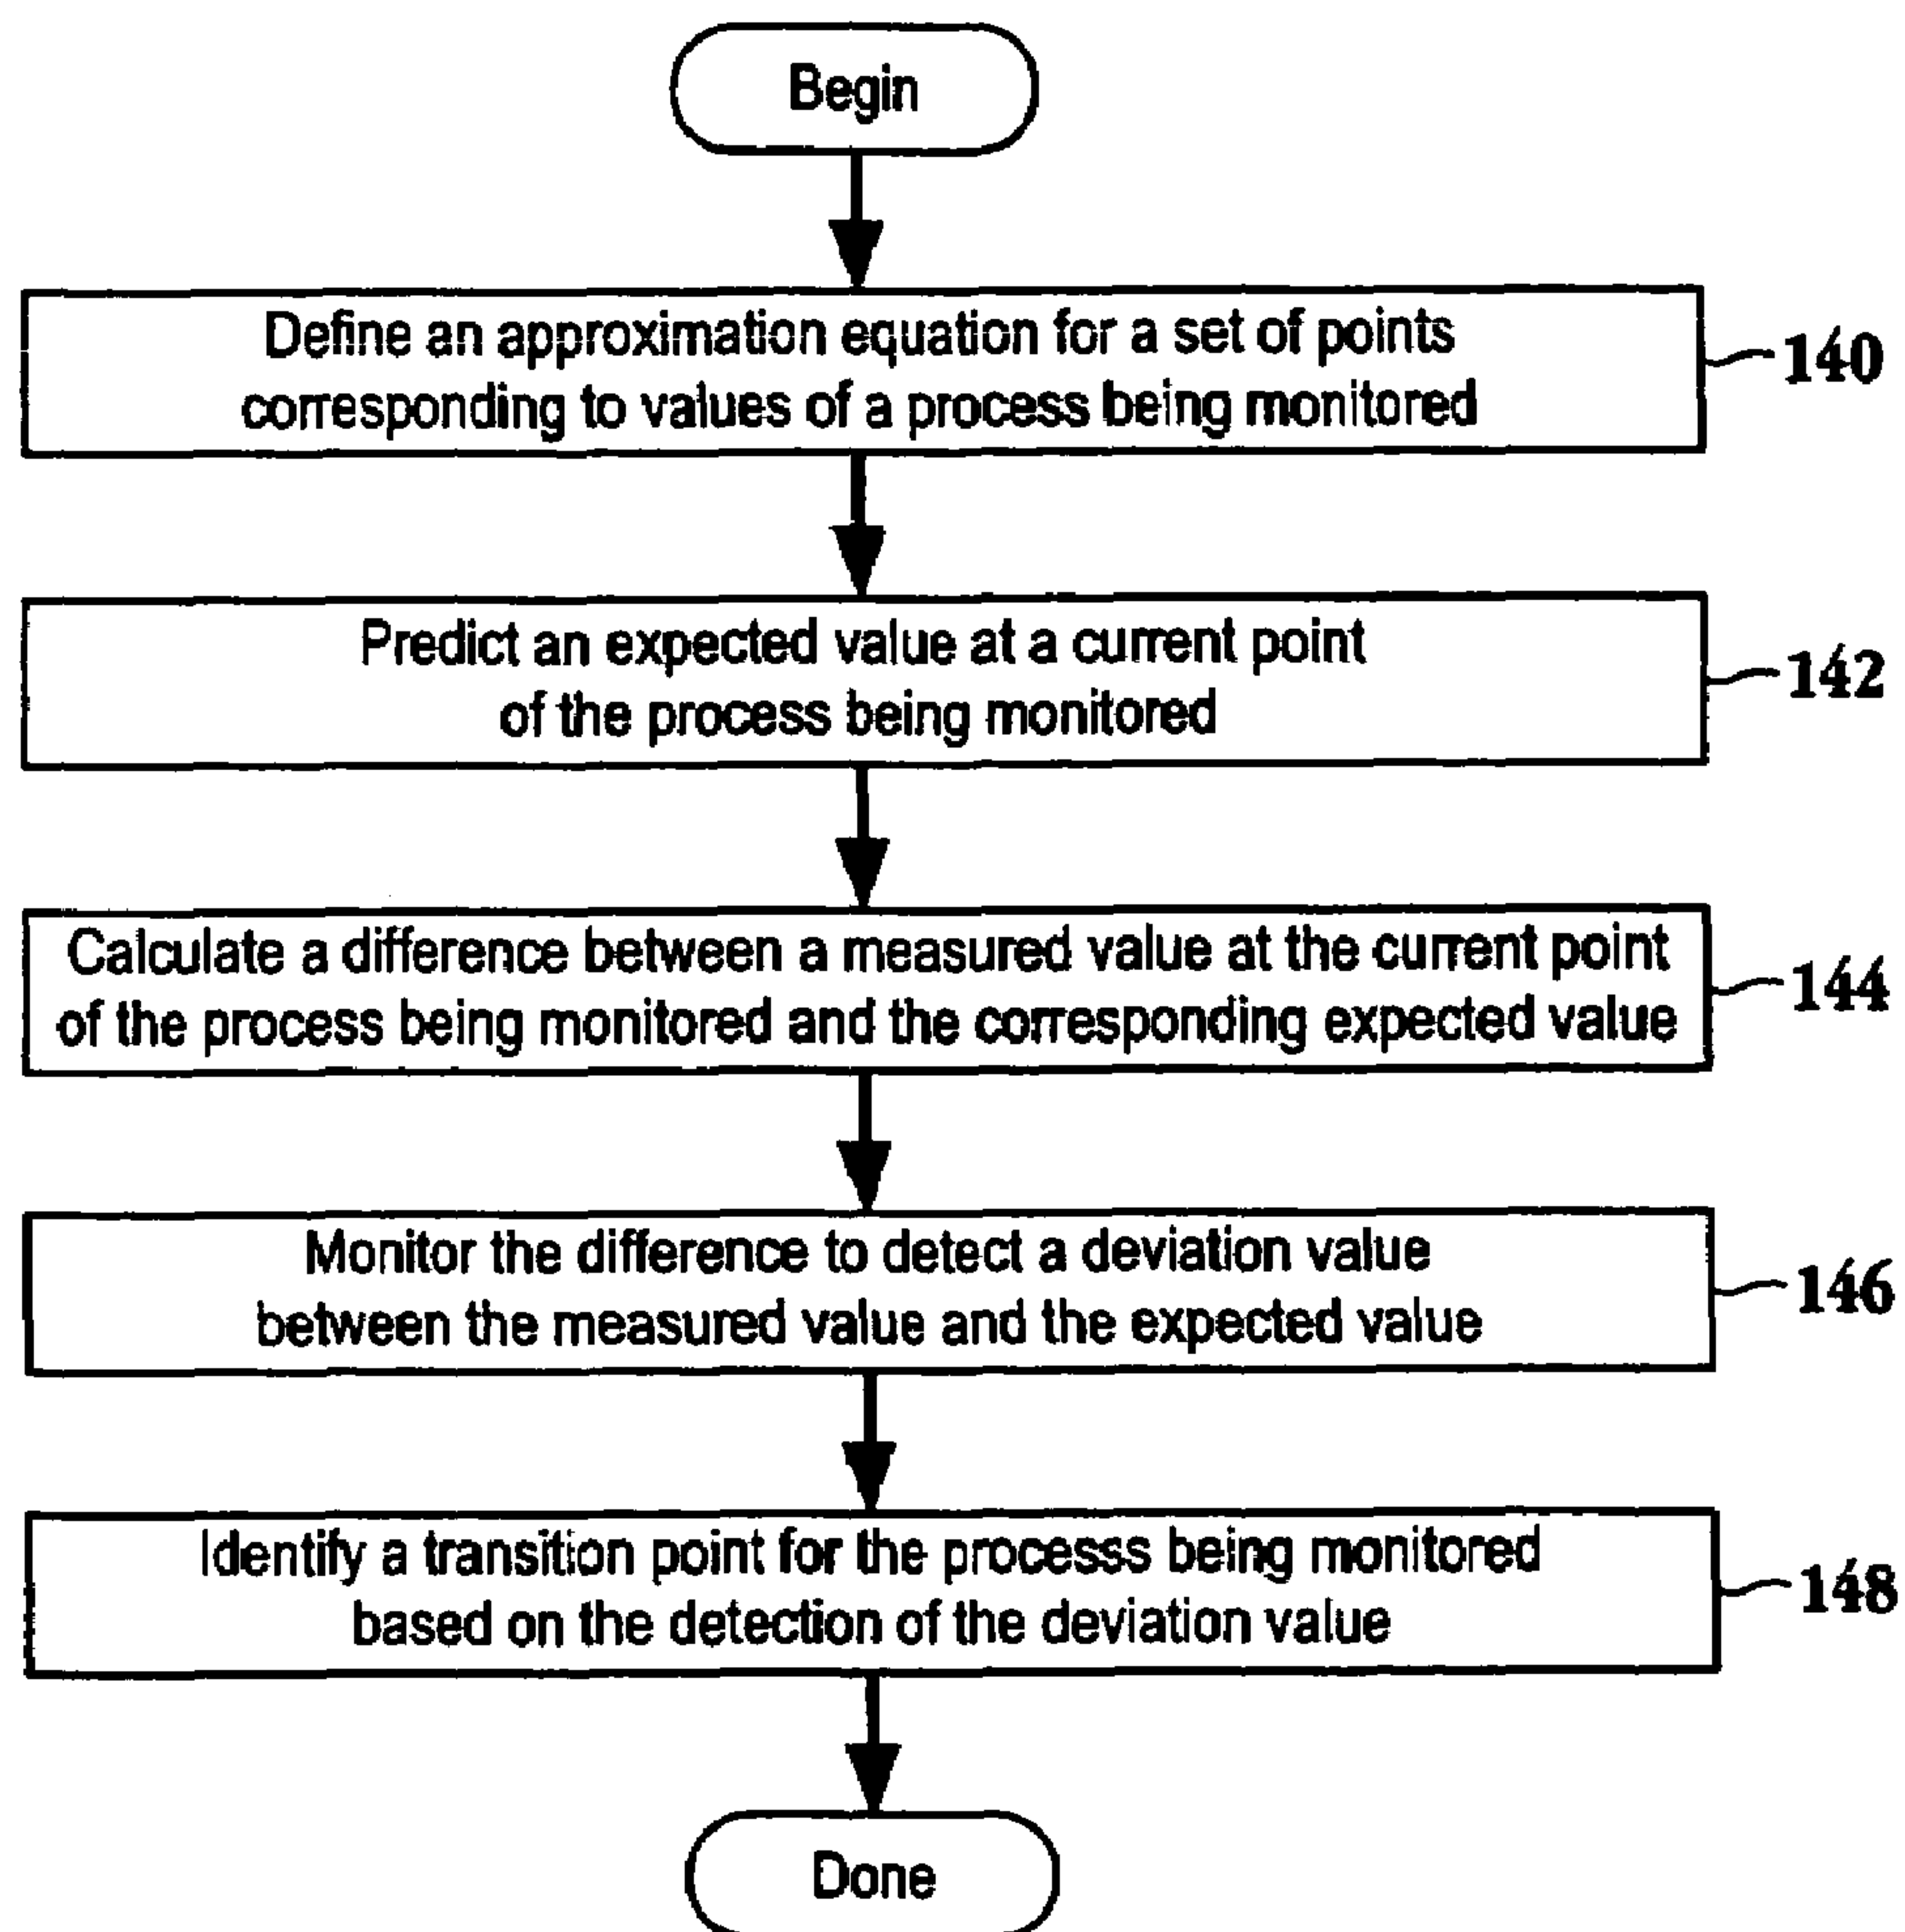 Begin
Define an approximation equation for a set of points
corresponding to values of a process being monitored
140
Predict an expected value at a current point
of the process being monitored
142
Calculate a difference between a measured value at the current point
of the process being monitored and the corresponding expected value
144
Monitor the difference to detect a deviation value
between the measured value and the expected value
146
Identify a transition point for the processs being monitored
based on the detection of the deviation value
148
Done